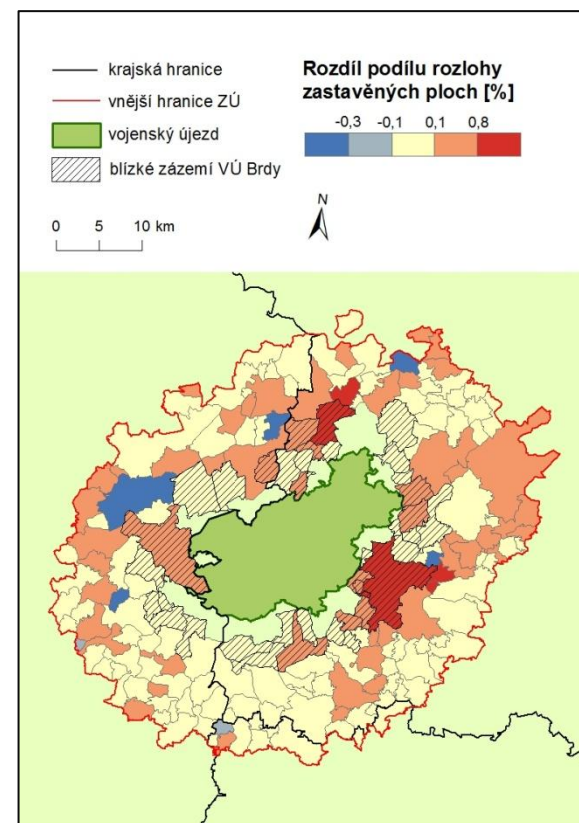 krajská hranice
vnější hranice ZÚ
vojenský újezd
blízké zázemí VÚ Brdy
0 5 10 km
N
Rozdíl podílu rozlohy
zastavěných ploch [%]
-0,3 -0,1 0,1 0,8